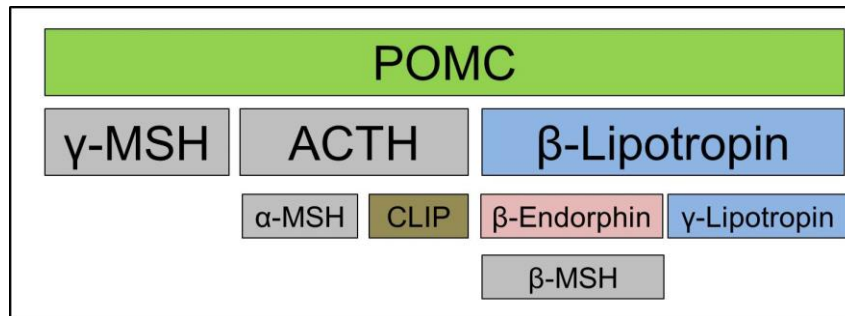 POMC
γ-MSH ACTH β-Lipotropin
α-MSH CLIP β-Endorphin γ-Lipotropin
β-MSH